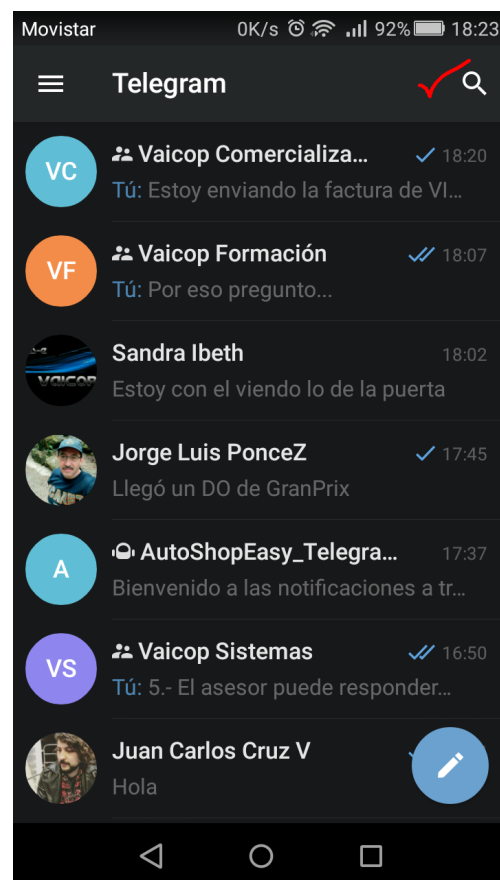 Movistar 0K/s 92% 18:23
Telegram
VC Vaicop Comercializa... 18:20
Tú: Estoy enviando la factura de VI...
VF Vaicop Formación 18:07
Tú: Por eso pregunto...
Sandra Ibeth 18:02
VAICOP Estoy con el viendo lo de la puerta
Jorge Luis PonceZ 17:45
Llegó un DO de GranPrix
A AutoShopEasy_Telegra... 17:37
Bienvenido a las notificaciones a tr...
VS Vaicop Sistemas 16:50
Tú: 5.- El asesor puede responder...
Juan Carlos Cruz V
Hola